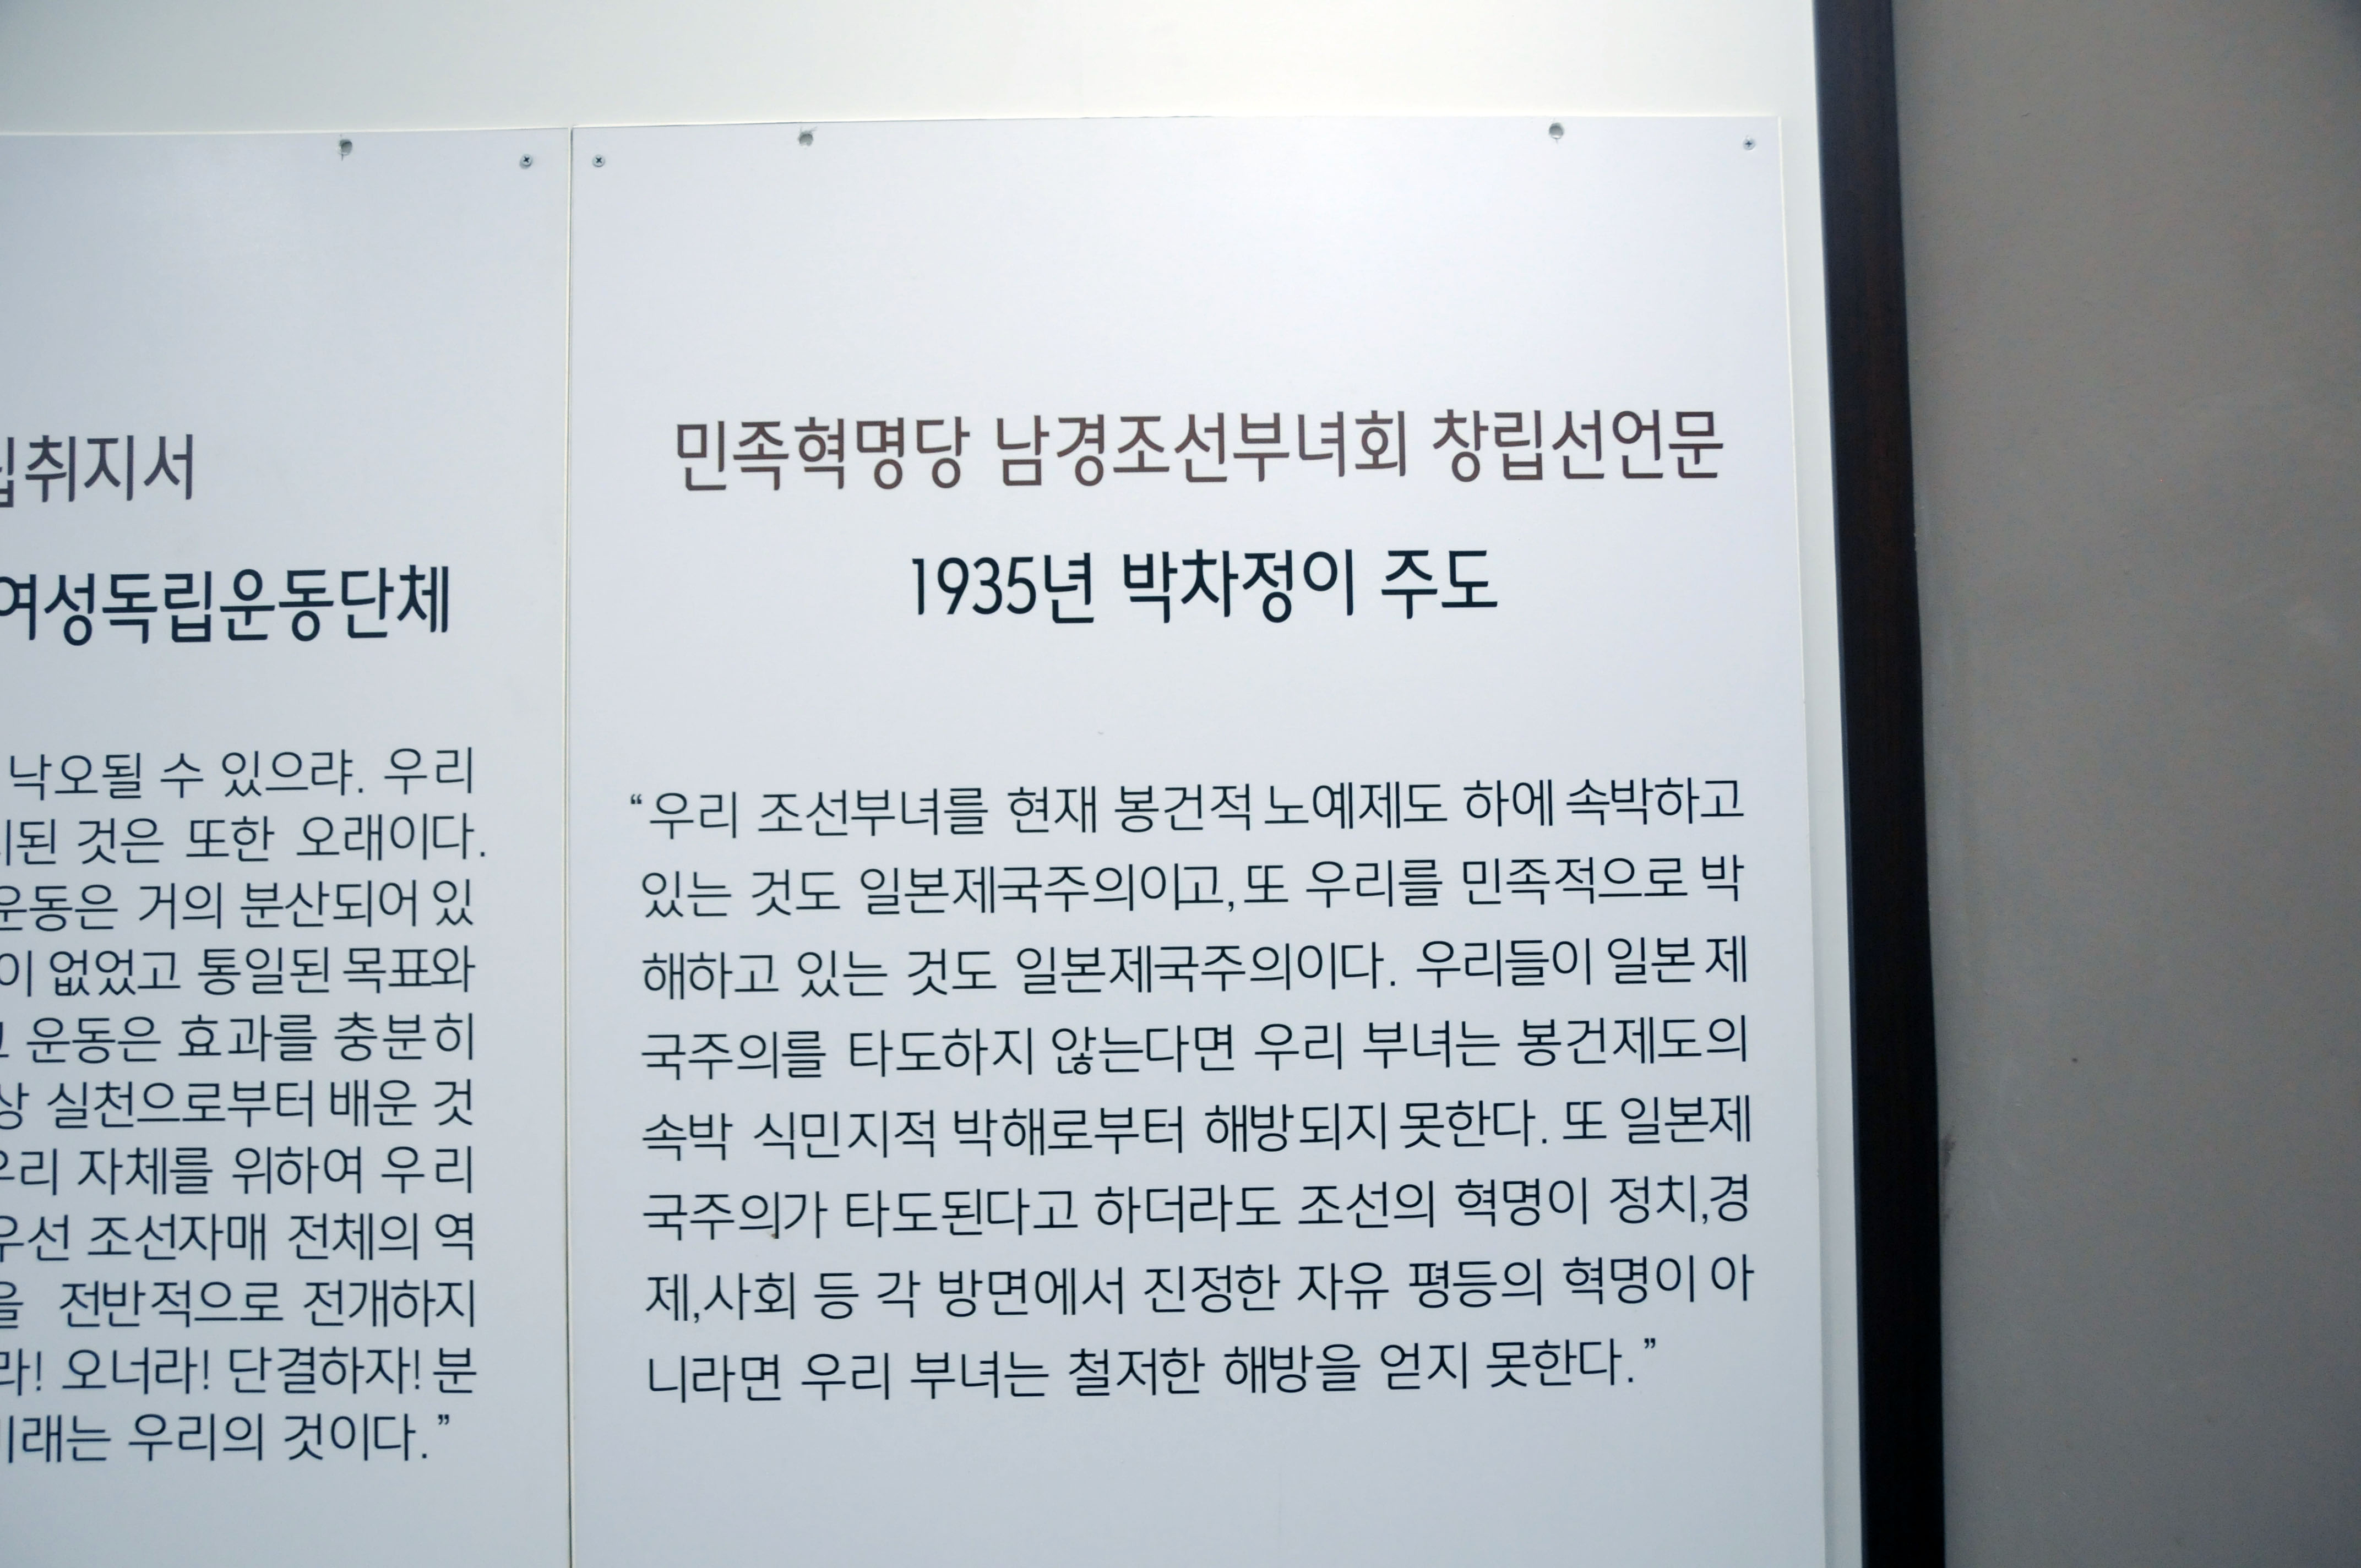 취지서
여성독립운동단체
낙오될 수 있으랴. 우리
된 것은 또한 오래이다.
운동은 거의 분산되어 있
이 없었고 통일된 목표와
운동은 효과를 충분히
상 실천으로부터 배운 것
우리 자체를 위하여 우리
우선 조선자매 전체의 역
을 전반적으로 전개하지
라! 오너라! 단결하자! 분
미래는 우리의 것이다.”
민족혁명당 남경조선부녀회 창립선언문
1935년 박차정이 주도
“우리 조선부녀를 현재 봉건적 노예제도 하에 속박하고
있는 것도 일본제국주의이고, 또 우리를 민족적으로 박
해하고 있는 것도 일본제국주의이다. 우리들이 일본 제
국주의를 타도하지 않는다면 우리 부녀는 봉건제도의
속박 식민지적 박해로부터 해방되지 못한다. 또 일본제
국주의가 타도된다고 하더라도 조선의 혁명이 정치,경
제,사회 등 각 방면에서 진정한 자유 평등의 혁명이 아
니라면 우리 부녀는 철저한 해방을 얻지 못한다.”